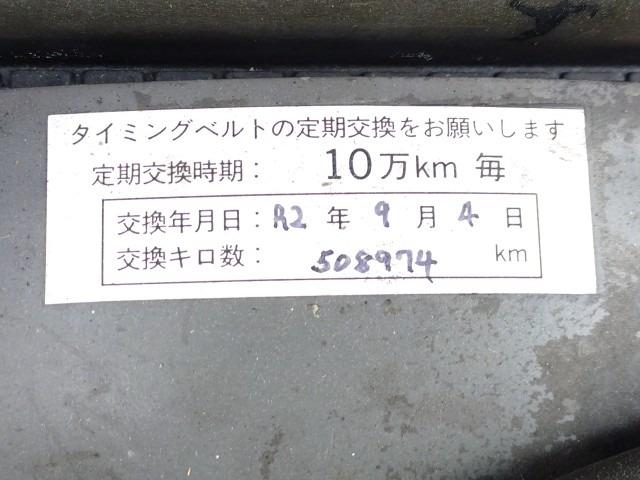 タイミングベルトの定期交換をお願いします
定期交換時期： 10万km 毎
交換年月日：R2 年 9 月 4 日
交換キロ数： 508974 km